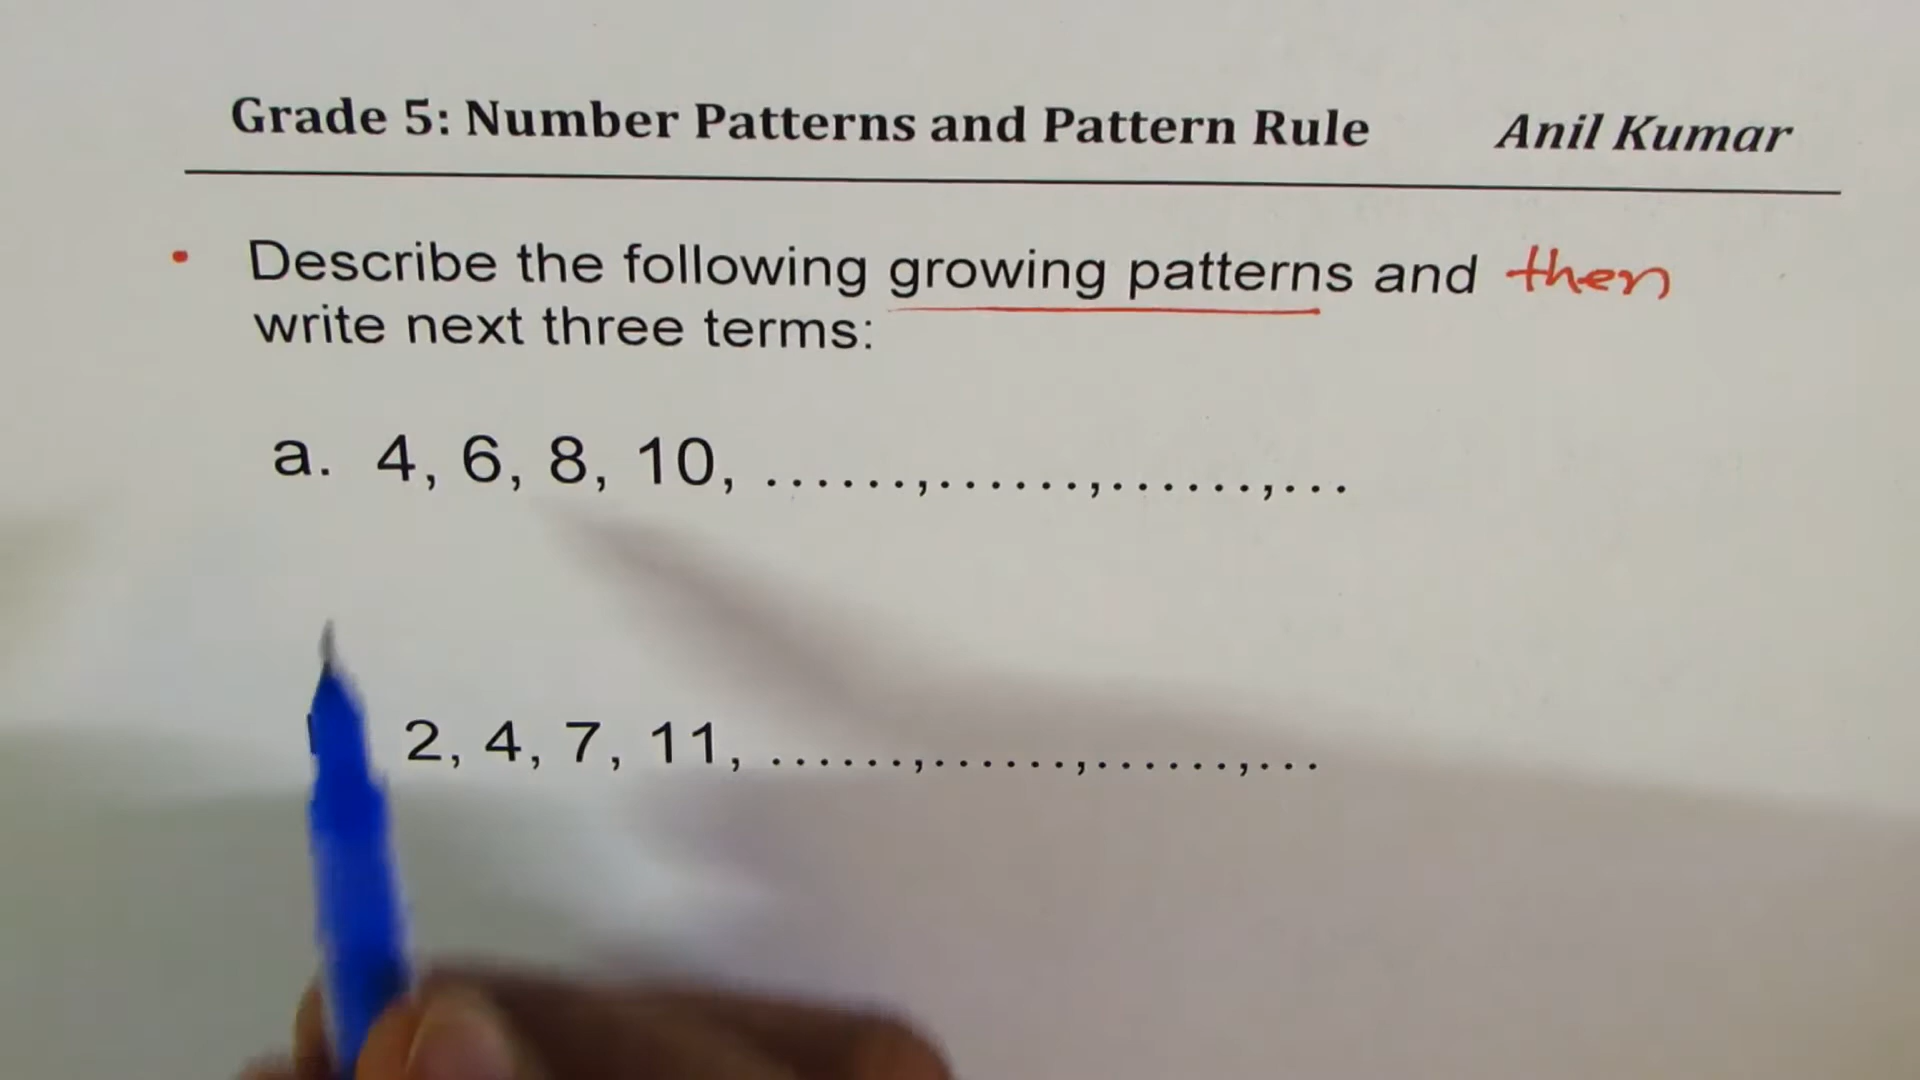 Grade 5: Number Patterns and Pattern Rule Anil Kumar
• Describe the following growing patterns and then
write next three terms:
a. 4, 6, 8, 10, ......,......,......,...
2, 4, 7, 11, ......,......,......,...